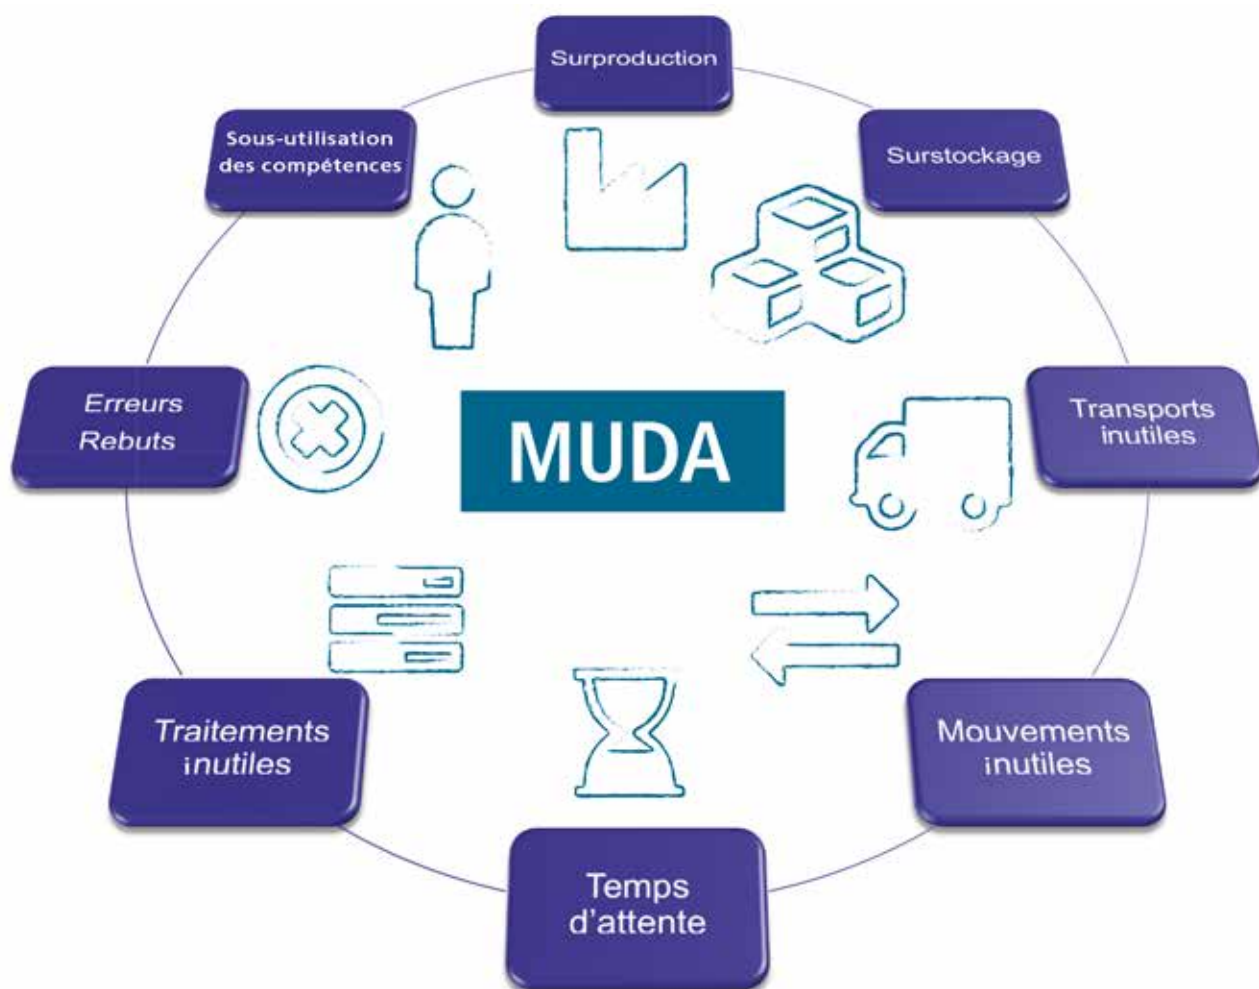 Surproduction
Sous-utilisation
des compétences
Surstockage
Erreurs
Rebuts
MUDA
Transports
inutiles
Traitements
inutiles
Mouvements
inutiles
Temps
d'attente